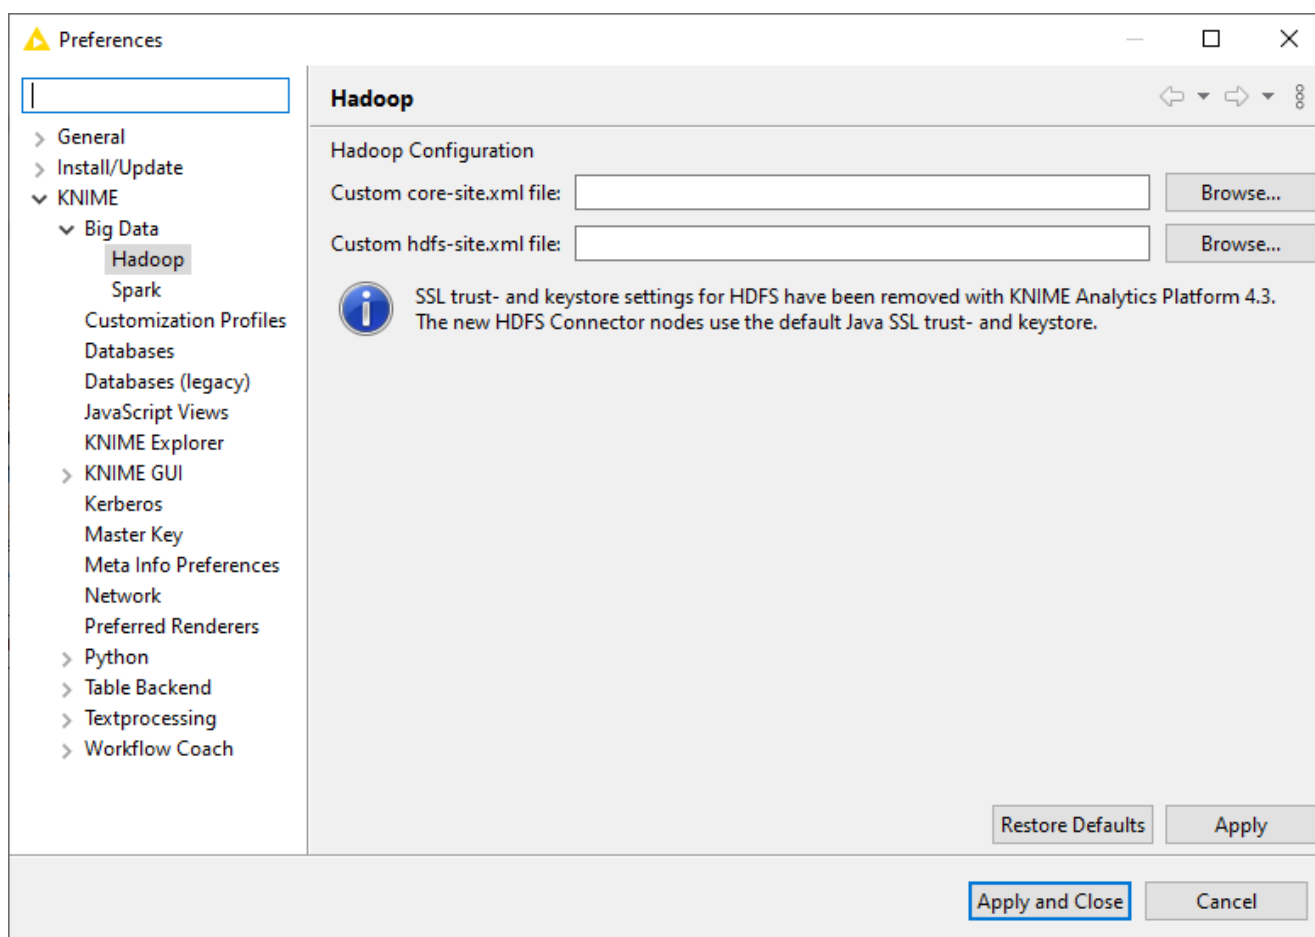 Preferences
Hadoop
General
Install/Update
KNIME
Big Data
Hadoop
Spark
Customization Profiles
Databases
Databases (legacy)
JavaScript Views
KNIME Explorer
KNIME GUI
Kerberos
Master Key
Meta Info Preferences
Network
Preferred Renderers
Python
Table Backend
Textprocessing
Workflow Coach
Hadoop Configuration
Custom core-site.xml file:
Browse...
Custom hdfs-site.xml file:
Browse...
SSL trust- and keystore settings for HDFS have been removed with KNIME Analytics Platform 4.3.
The new HDFS Connector nodes use the default Java SSL trust- and keystore.
Restore Defaults
Apply
Apply and Close
Cancel